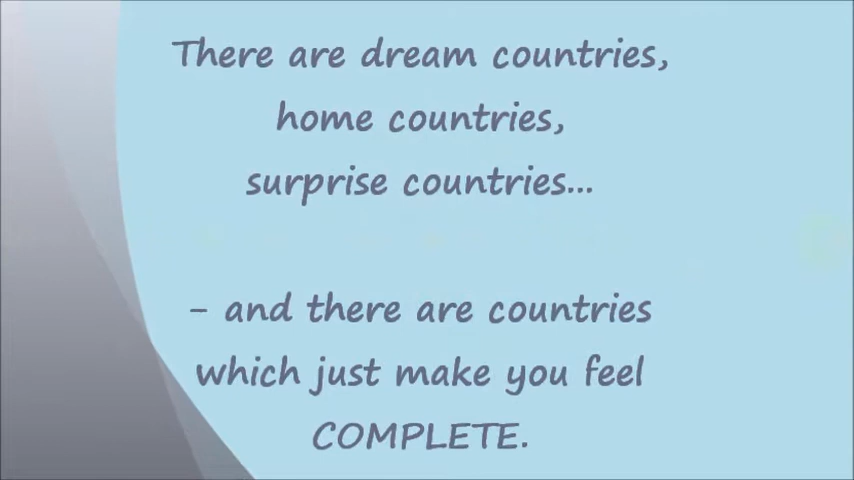 There are dream countries,
home countries,
surprise countries...
– and there are countries
which just make you feel
COMPLETE.